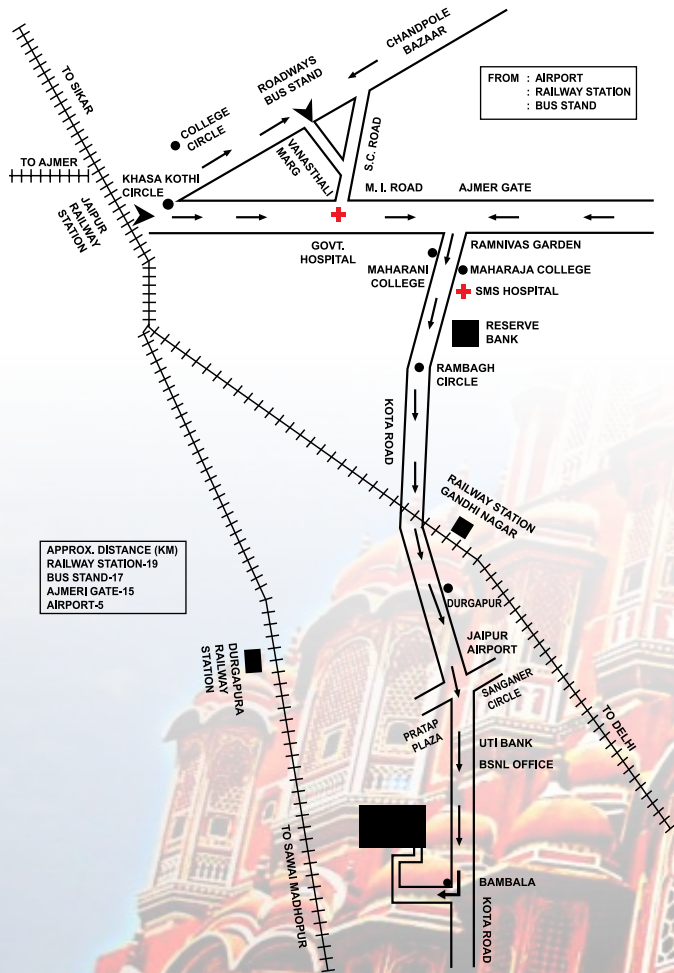 CHANDPOLE
BAZAAR
TO SIKAR
ROADWAYS
BUS STAND
FROM : AIRPORT
: RAILWAY STATION
: BUS STAND
COLLEGE
CIRCLE
S.C. ROAD
VANASTHALI
MARG
TO AJMER
KHASA KOTHI
CIRCLE
M. I. ROAD
AJMER GATE
JAIPUR
RAILWAY
STATION
GOVT.
HOSPITAL
RAMNIVAS GARDEN
MAHARANI
COLLEGE
MAHARAJA COLLEGE
SMS HOSPITAL
RESERVE
BANK
RAMBAGH
CIRCLE
KOTA ROAD
RAILWAY STATION
GANDHI NAGAR
APPROX. DISTANCE (KM)
RAILWAY STATION-19
BUS STAND-17
AJMERI GATE-15
AIRPORT-5
DURGAPUR
DURGAPURA
RAILWAY
STATION
JAIPUR
AIRPORT
SANGANER
CIRCLE
PRATAP
PLAZA
TO DELHI
UTI BANK
BSNL OFFICE
TO SAWAI MADHOPUR
BAMBALA
KOTA ROAD